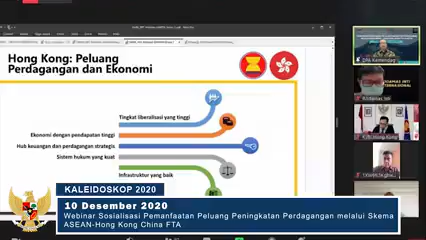 Hong Kong: Peluang
Perdagangan dan Ekonomi
Tingkat liberalisasi yang tinggi
Ekonomi dengan pendapatan tinggi
Hub keuangan dan perdagangan strategis
Sistem hukum yang kuat
Infrastruktur yang baik
KALEIDOSKOP 2020
10 Desember 2020
Webinar Sosialisasi Pemanfaatan Peluang Peningkatan Perdagangan melalui Skema
ASEAN-Hong Kong China FTA